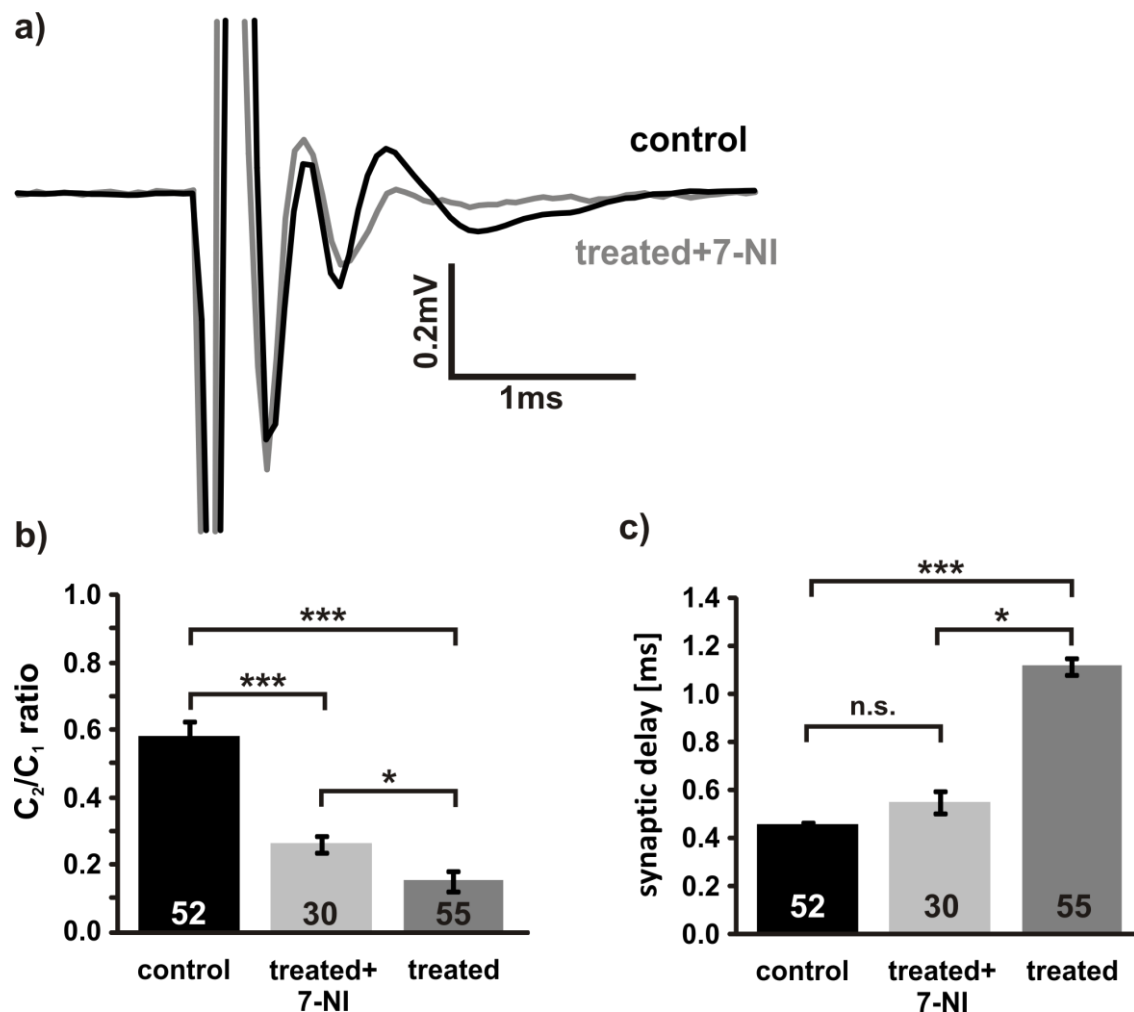 a)
control
treated+7-NI
0.2mV
1ms
b)
C₂/C₁ ratio
1.0
0.8
0.6
0.4
0.2
0.0
***
***
*
52
30
55
control
treated+
7-NI
treated
c)
synaptic delay [ms]
1.4
1.2
1.0
0.8
0.6
0.4
0.2
0.0
***
*
n.s.
52
30
55
control
treated+
7-NI
treated